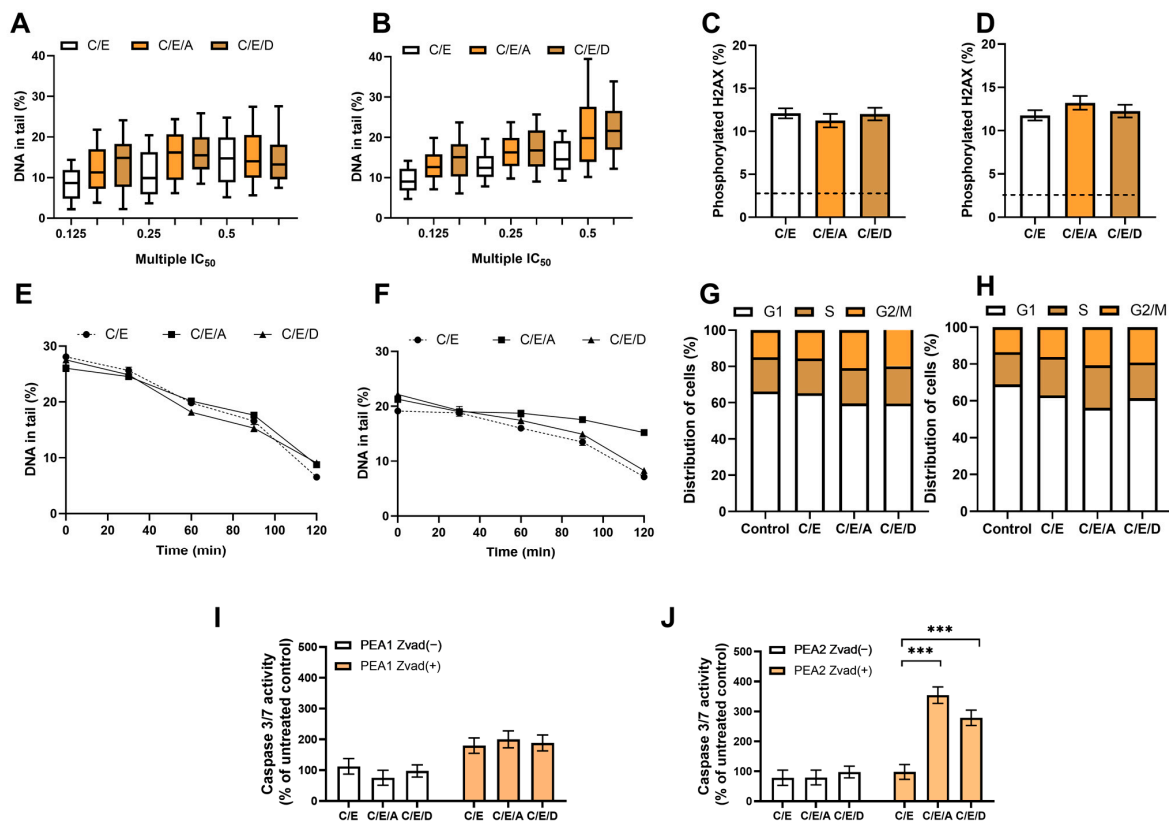 A
C/E C/E/A C/E/D
DNA in tail (%)
40
30
20
10
0
0.125 0.25 0.5
Multiple IC50
B
C/E C/E/A C/E/D
DNA in tail (%)
40
30
20
10
0
0.125 0.25 0.5
Multiple IC50
C
Phosphorylated H2AX (%)
20
15
10
5
0
C/E C/E/A C/E/D
D
Phosphorylated H2AX (%)
20
15
10
5
0
C/E C/E/A C/E/D
E
C/E C/E/A C/E/D
DNA in tail (%)
30
20
10
0
0 20 40 60 80 100 120
Time (min)
F
C/E C/E/A C/E/D
DNA in tail (%)
30
20
10
0
0 20 40 60 80 100 120
Time (min)
G
G1 S G2/M
Distribution of cells (%)
100
80
60
40
20
0
Control C/E C/E/A C/E/D
H
G1 S G2/M
Distribution of cells (%)
100
80
60
40
20
0
Control C/E C/E/A C/E/D
I
PEA1 Zvad(−)
PEA1 Zvad(+)
Caspase 3/7 activity
(% of untreated control)
500
400
300
200
100
0
C/E C/E/A C/E/D C/E C/E/A C/E/D
J
PEA2 Zvad(−)
PEA2 Zvad(+)
***
***
Caspase 3/7 activity
(% of untreated control)
500
400
300
200
100
0
C/E C/E/A C/E/D C/E C/E/A C/E/D